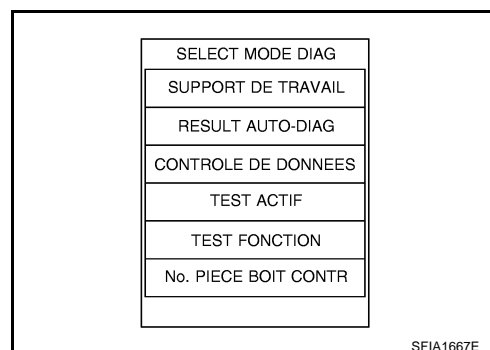 SELECT MODE DIAG
SUPPORT DE TRAVAIL
RESULT AUTO-DIAG
CONTROLE DE DONNEES
TEST ACTIF
TEST FONCTION
No. PIECE BOIT CONTR
SFIA1667E